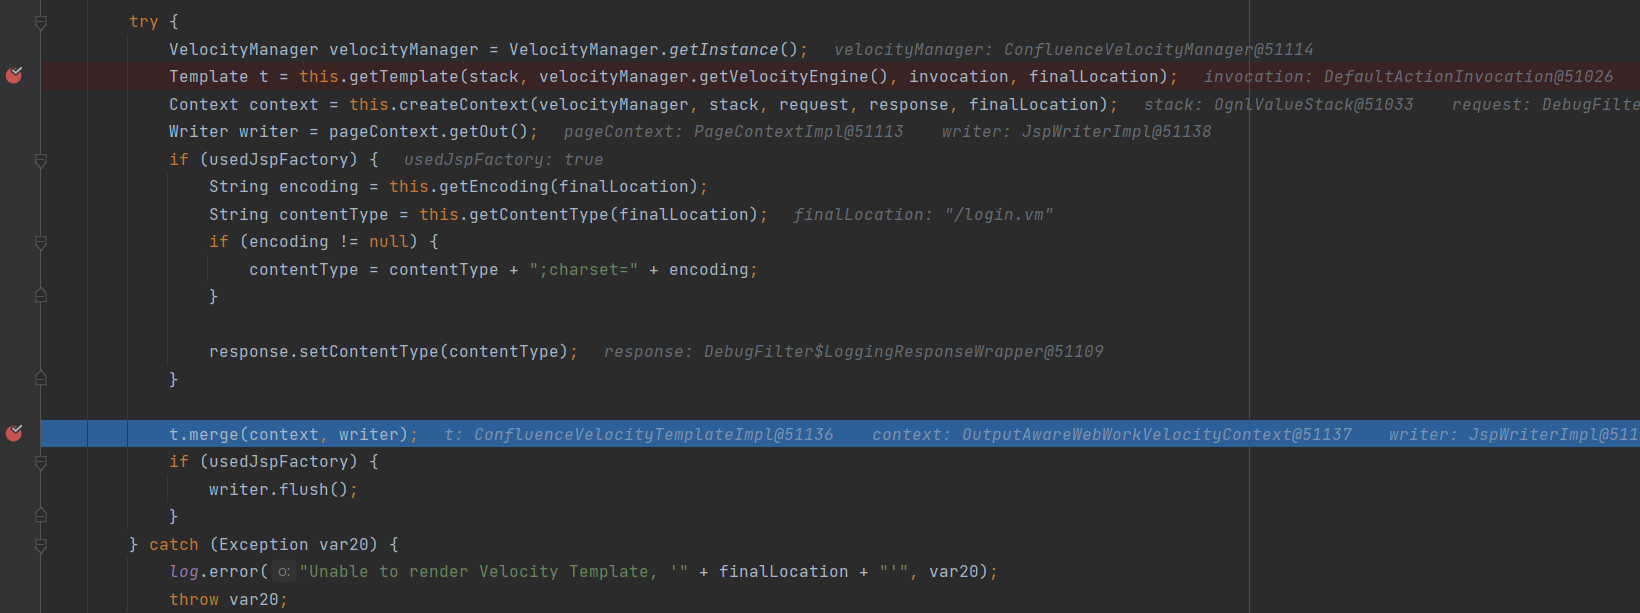 try {
VelocityManager velocityManager = VelocityManager.getInstance(); velocityManager: ConfluenceVelocityManager@51114
Template t = this.getTemplate(stack, velocityManager.getVelocityEngine(), invocation, finalLocation); invocation: DefaultActionInvocation@51026
Context context = this.createContext(velocityManager, stack, request, response, finalLocation); stack: OgnlValueStack@51033 request: DebugFilte
Writer writer = pageContext.getOut(); pageContext: PageContextImpl@51113 writer: JspWriterImpl@51138
if (usedJspFactory) { usedJspFactory: true
String encoding = this.getEncoding(finalLocation);
String contentType = this.getContentType(finalLocation); finalLocation: "/login.vm"
if (encoding != null) {
contentType = contentType + ";charset=" + encoding;
}
response.setContentType(contentType); response: DebugFilter$LoggingResponseWrapper@51109
}
t.merge(context, writer); t: ConfluenceVelocityTemplateImpl@51136 context: OutputAwareWebWorkVelocityContext@51137 writer: JspWriterImpl@511
if (usedJspFactory) {
writer.flush();
}
} catch (Exception var20) {
log.error( o: "Unable to render Velocity Template, '" + finalLocation + "'", var20);
throw var20;